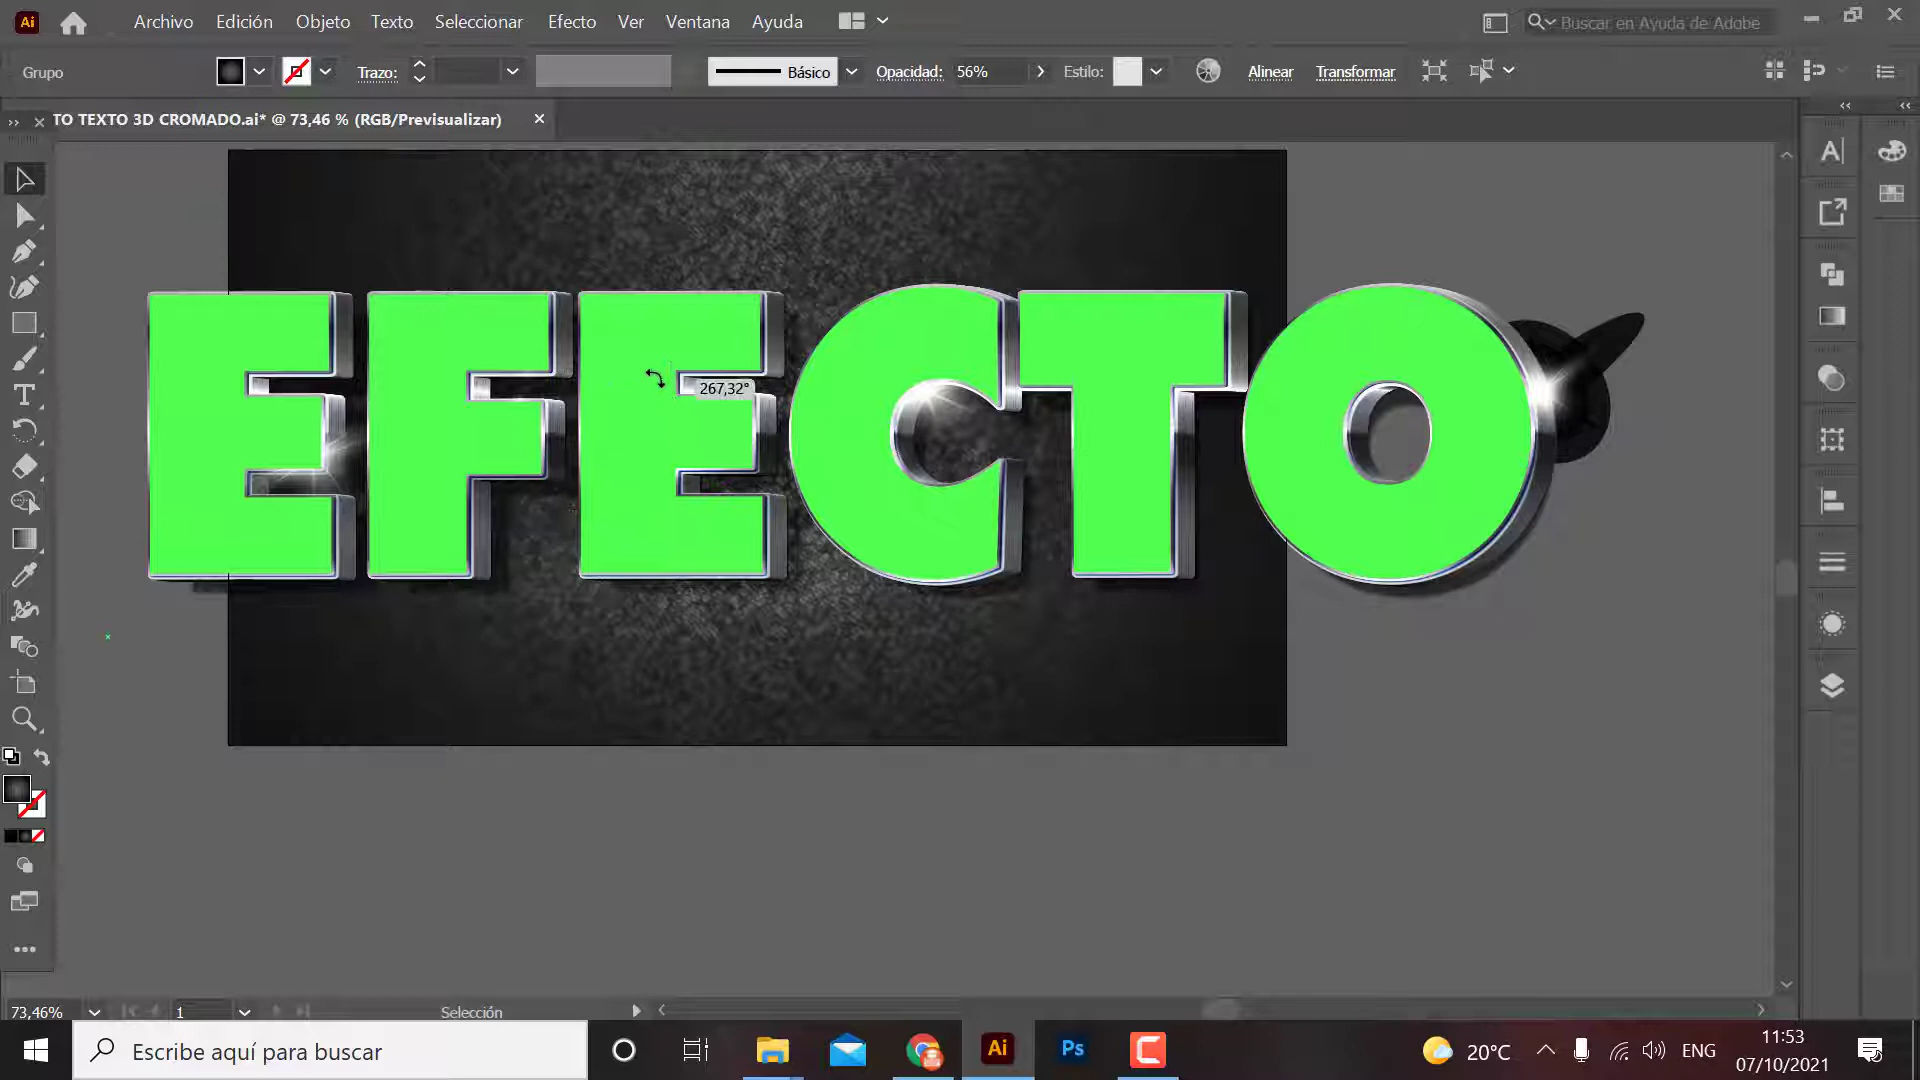 Ai Archivo Edición Objeto Texto Seleccionar Efecto Ver Ventana Ayuda Buscar en Ayuda de Adobe
Grupo Trazo: Básico Opacidad: 56% Estilo: Alinear Transformar
TO TEXTO 3D CROMADO.ai* @ 73,46 % (RGB/Previsualizar)
EFECTO
267,32°
73,46% 1 Selección
Escribe aquí para buscar Ai Ps 20°C ENG 11:53
07/10/2021